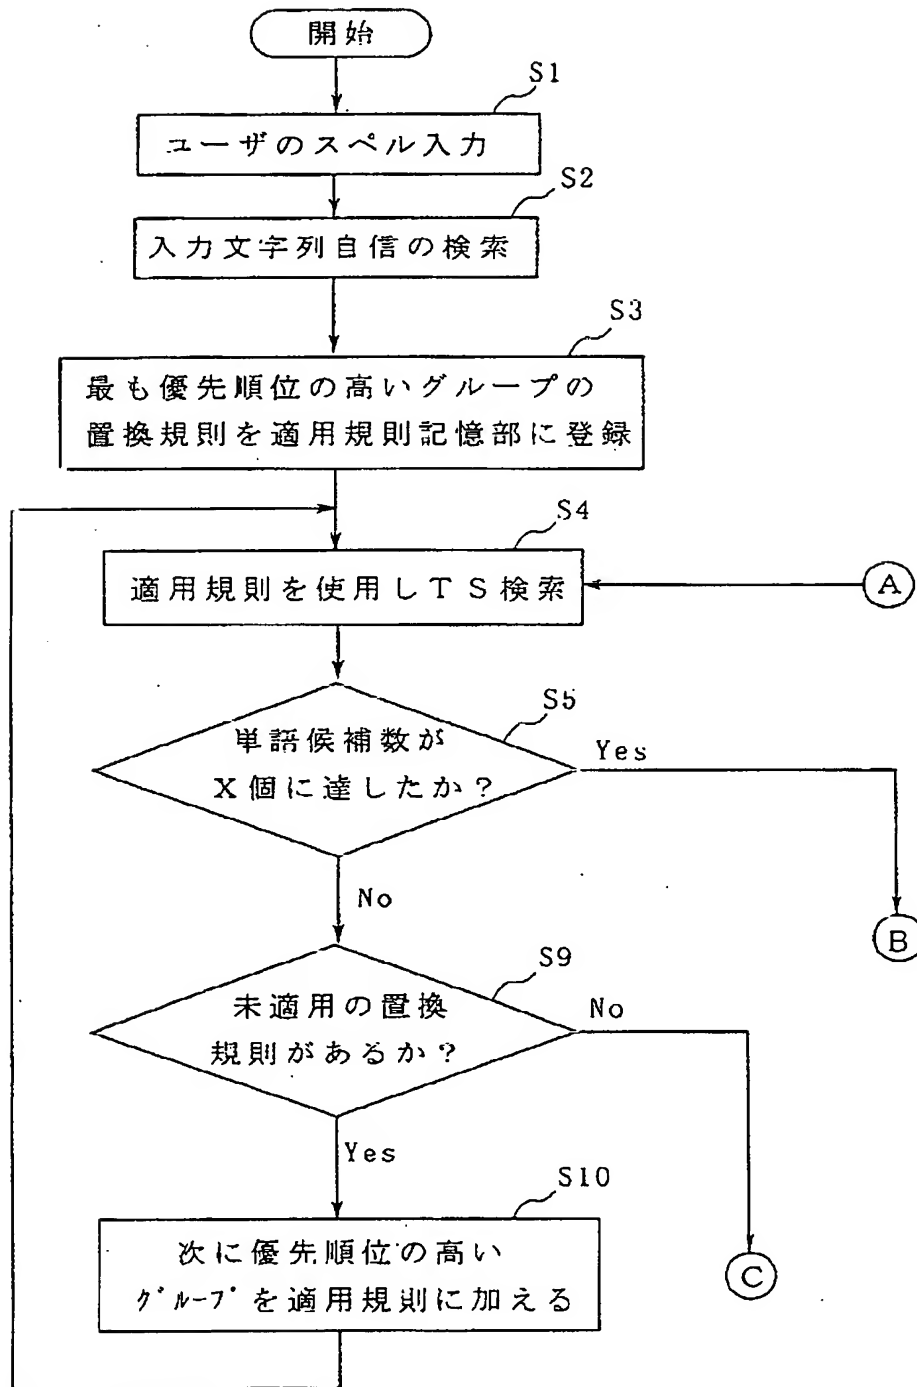 開始
S1
ユーザのスペル入力
S2
入力文字列自信の検索
S3
最も優先順位の高いグループの
置換規則を適用規則記憶部に登録
S4
適用規則を使用しTS検索
A
S5
単語候補数が
X個に達したか?
Yes
No
B
S9
未適用の置換
規則があるか?
No
Yes
C
S10
次に優先順位の高い
グループを適用規則に加える